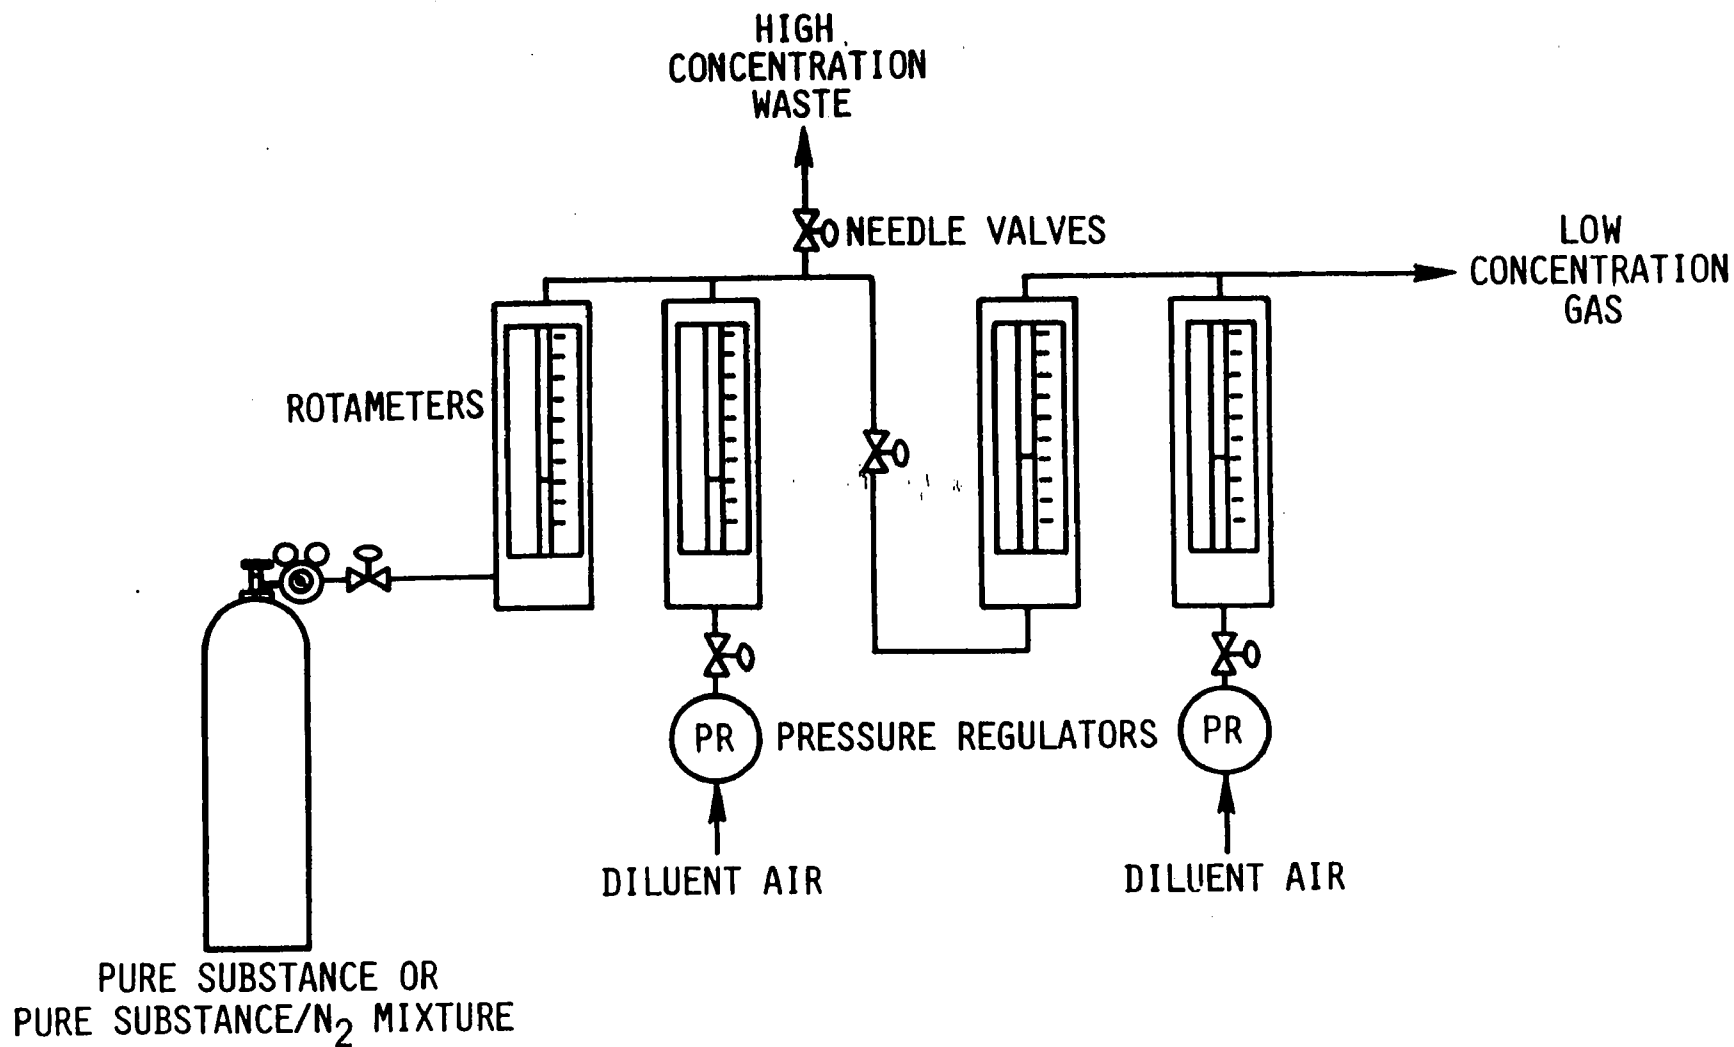 HIGH
CONCENTRATION
WASTE
NEEDLE VALVES
LOW
CONCENTRATION
GAS
ROTAMETERS
PR
PRESSURE REGULATORS
PR
DILUENT AIR
DILUENT AIR
PURE SUBSTANCE OR
PURE SUBSTANCE/N2 MIXTURE